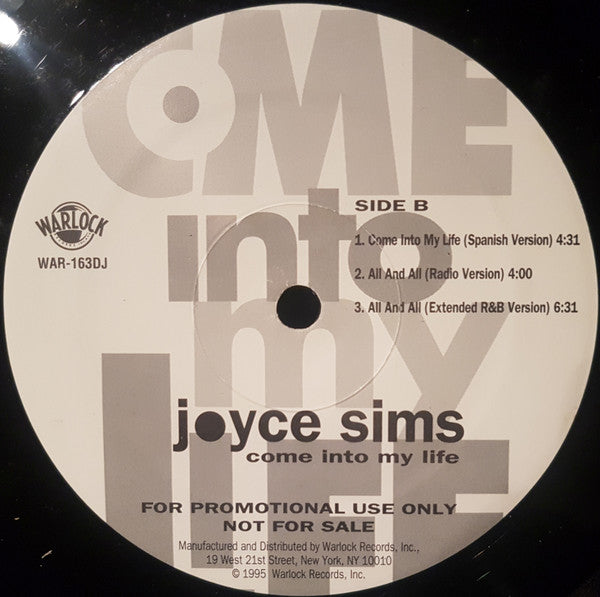 COME
into
my
LIFE
WARLOCK
RECORDS
WAR-163DJ
SIDE B
1. Come Into My Life (Spanish Version) 4:31
2. All And All (Radio Version) 4:00
3. All And All (Extended R&B Version) 6:31
joyce sims
come into my life
FOR PROMOTIONAL USE ONLY
NOT FOR SALE
Manufactured and Distributed by Warlock Records, Inc.,
19 West 21st Street, New York, NY 10010
© 1995 Warlock Records, Inc.